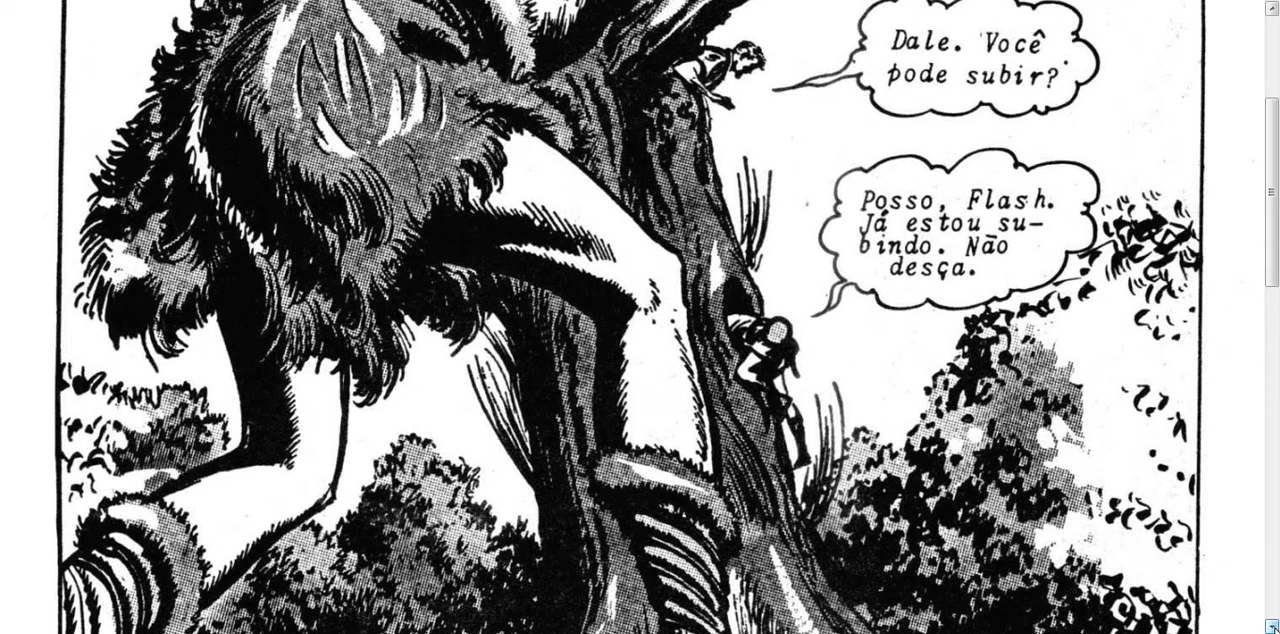 Dale. Você
pode subir?
Posso, Flash.
Já estou su-
bindo. Não
desça.